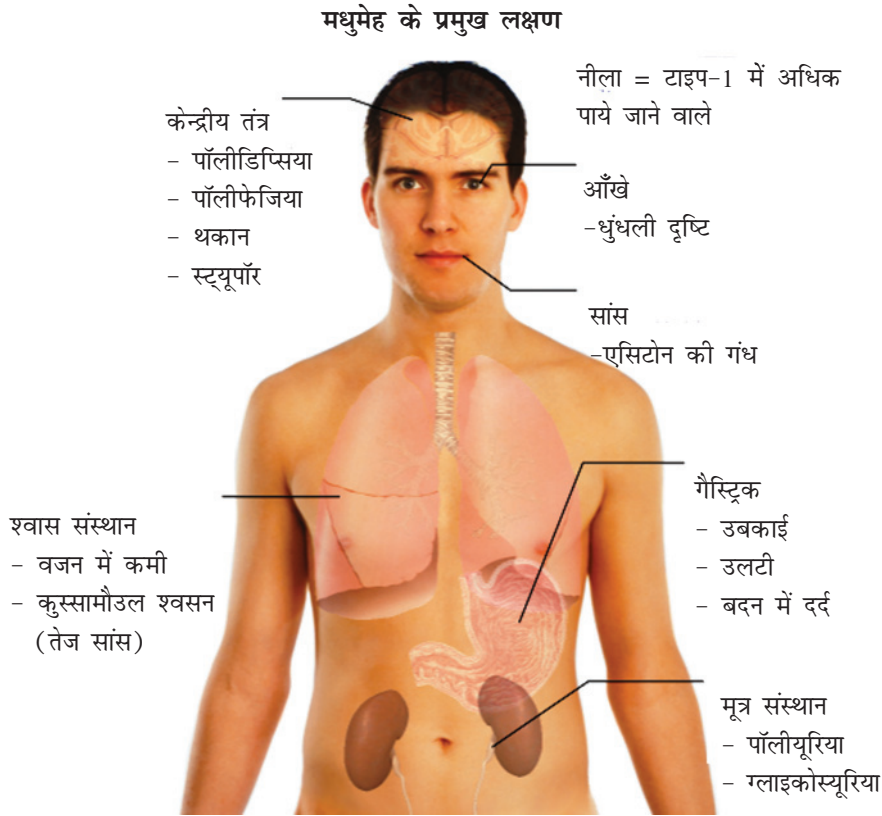 मधुमेह के प्रमुख लक्षण
नीला = टाइप-1 में अधिक
पाये जाने वाले
केन्द्रीय तंत्र
- पॉलीडिप्सिया
- पॉलीफेजिया
- थकान
- स्ट्यूपॉर
आँखे
-धुंधली दृष्टि
सांस
-एसिटोन की गंध
श्वास संस्थान
- वजन में कमी
- कुस्सामौउल श्वसन
(तेज सांस)
गैस्ट्रिक
- उबकाई
- उलटी
- बदन में दर्द
मूत्र संस्थान
- पॉलीयूरिया
- ग्लाइकोस्यूरिया